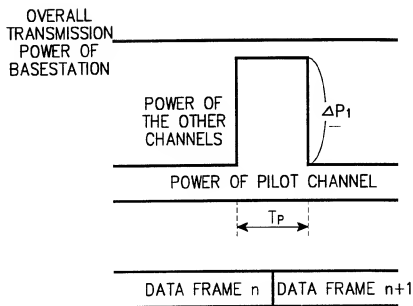 OVERALL
TRANSMISSION
POWER OF
BASESTATION
POWER OF
THE OTHER
CHANNELS
ΔP1
POWER OF PILOT CHANNEL
TP
DATA FRAME n
DATA FRAME n+1